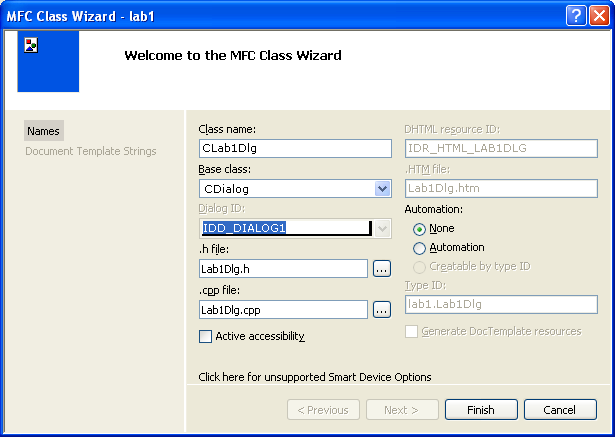 MFC Class Wizard - lab1
Welcome to the MFC Class Wizard
Names
Document Template Strings
Class name:
CLab1Dlg
Base class:
CDialog
Dialog ID:
IDD_DIALOG1
.h file:
Lab1Dlg.h
...
.cpp file:
Lab1Dlg.cpp
...
Active accessibility
DHTML resource ID:
IDR_HTML_LAB1DLG
.HTM file:
Lab1Dlg.htm
Automation:
None
Automation
Creatable by type ID
Type ID:
lab1.Lab1Dlg
Generate DocTemplate resources
Click here for unsupported Smart Device Options
< Previous
Next >
Finish
Cancel